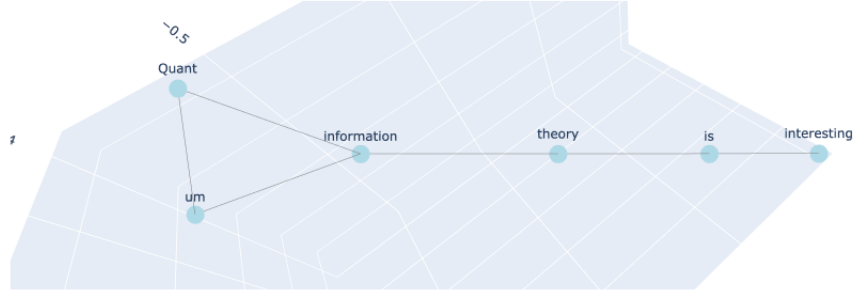 −0.5
Quant
information
theory
is
interesting
um